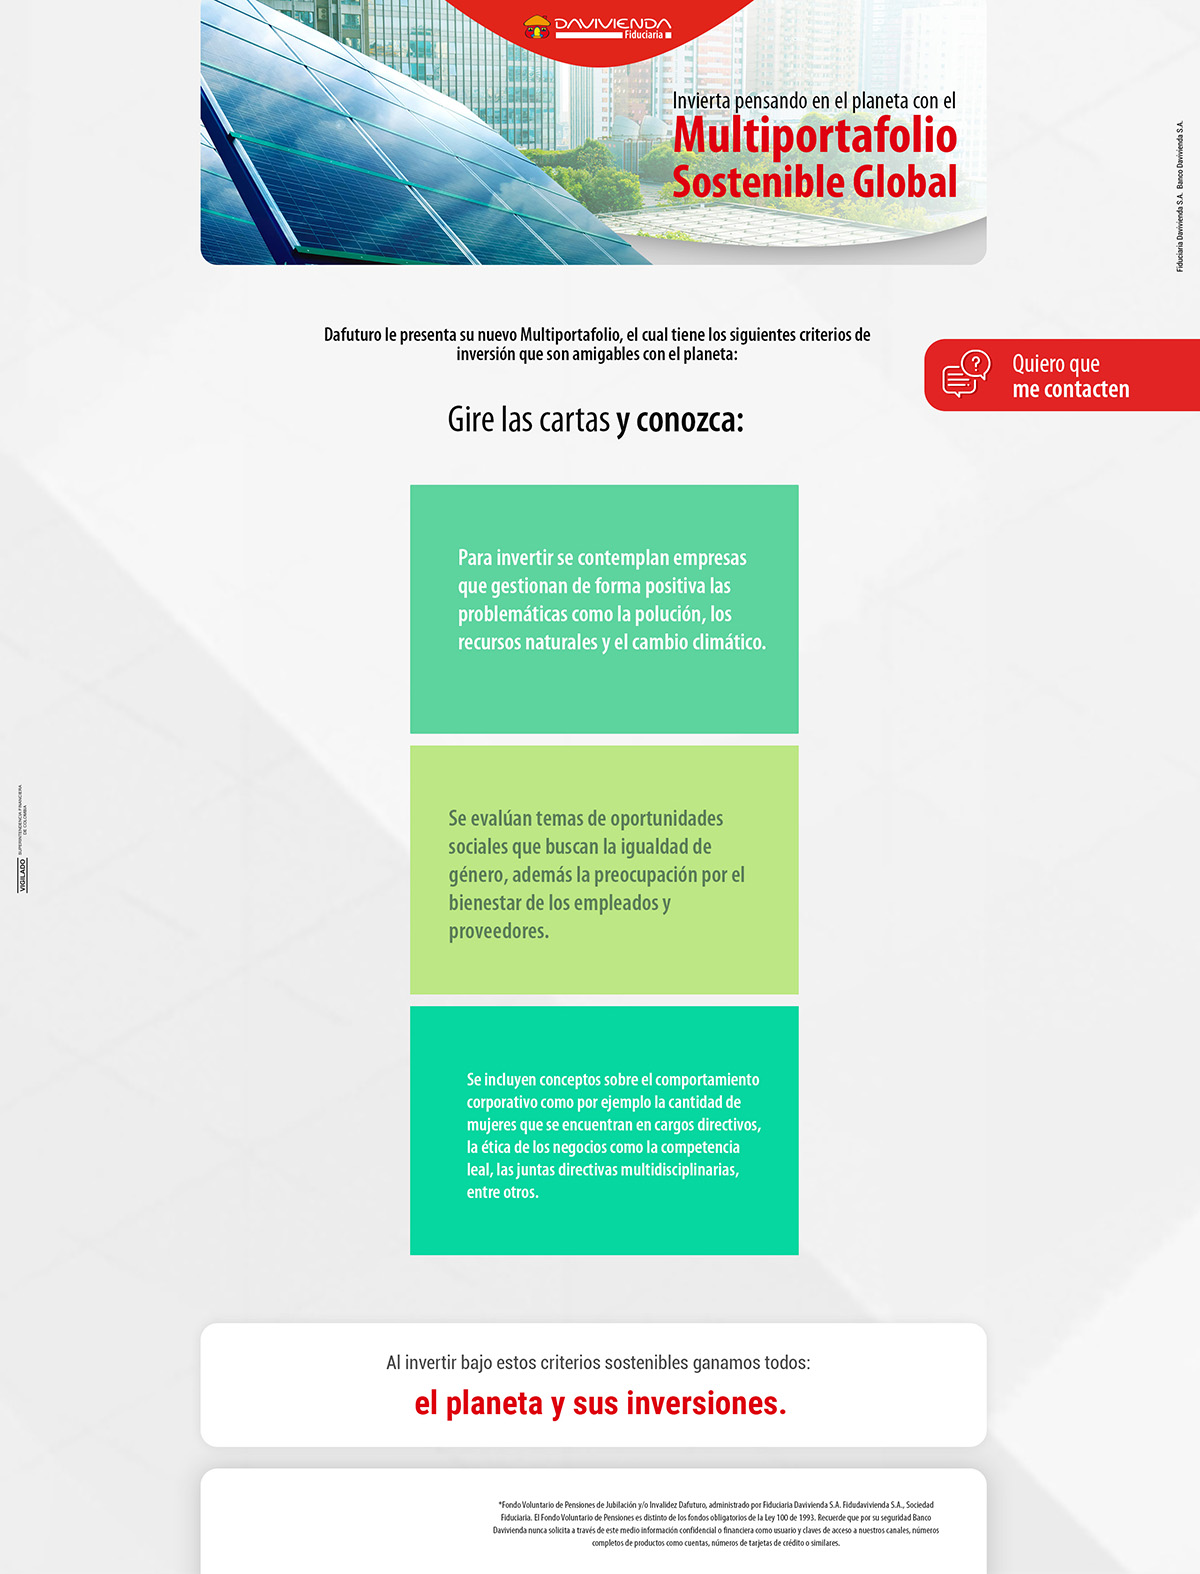 DAVIVIENDA
Fiduciaria
Invierta pensando en el planeta con el
Multiportafolio
Sostenible Global
Fiduciaria Davivienda S.A. Banco Davivienda S.A.
Dafuturo le presenta su nuevo Multiportafolio, el cual tiene los siguientes criterios de
inversión que son amigables con el planeta:
Quiero que
me contacten
Gire las cartas y conozca:
Para invertir se contemplan empresas
que gestionan de forma positiva las
problemáticas como la polución, los
recursos naturales y el cambio climático.
Se evalúan temas de oportunidades
sociales que buscan la igualdad de
género, además la preocupación por el
bienestar de los empleados y
proveedores.
VIGILADO
SUPERINTENDENCIA FINANCIERA
DE COLOMBIA
Se incluyen conceptos sobre el comportamiento
corporativo como por ejemplo la cantidad de
mujeres que se encuentran en cargos directivos,
la ética de los negocios como la competencia
leal, las juntas directivas multidisciplinarias,
entre otros.
Al invertir bajo estos criterios sostenibles ganamos todos:
el planeta y sus inversiones.
*Fondo Voluntario de Pensiones de Jubilación y/o Invalidez Dafuturo, administrado por Fiduciaria Davivienda S.A. Fidudavivienda S.A., Sociedad
Fiduciaria. El Fondo Voluntario de Pensiones es distinto de los fondos obligatorios de la Ley 100 de 1993. Recuerde que por su seguridad Banco
Davivienda nunca solicita a través de este medio información confidencial o financiera como usuario y claves de acceso a nuestros canales, números
completos de productos como cuentas, números de tarjetas de crédito o similares.